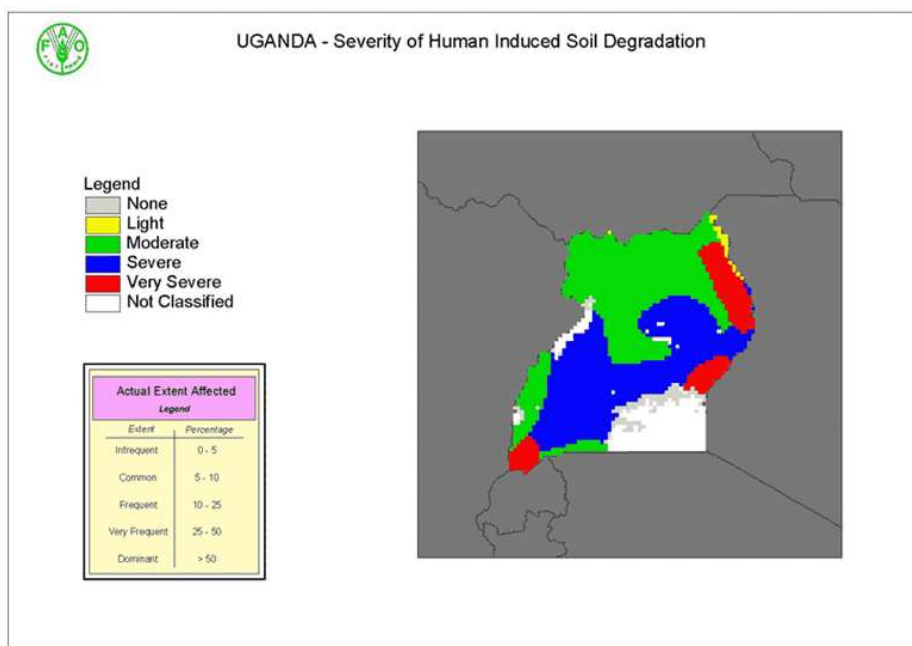 FAO
UGANDA - Severity of Human Induced Soil Degradation
Legend
None
Light
Moderate
Severe
Very Severe
Not Classified
Actual Extent Affected
Legend
Extent Percentage
Infrequent 0 - 5
Common 5 - 10
Frequent 10 - 25
Very Frequent 25 - 50
Dominant > 50